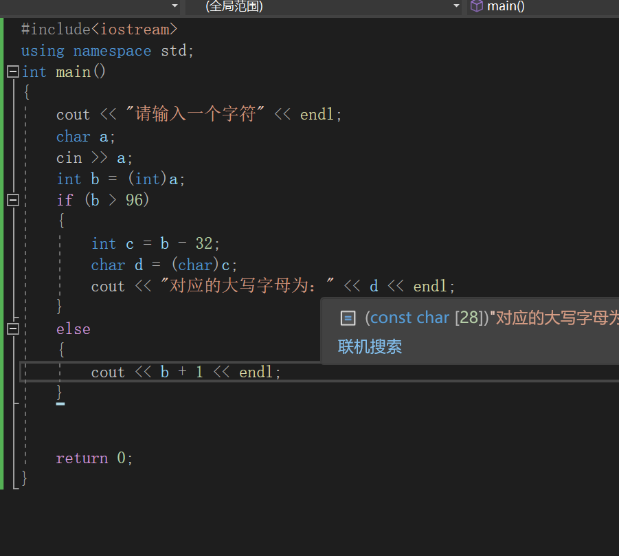 (全局范围) main()
#include<iostream>
using namespace std;
int main()
{
cout << "请输入一个字符" << endl;
char a;
cin >> a;
int b = (int)a;
if (b > 96)
{
int c = b - 32;
char d = (char)c;
cout << "对应的大写字母为：" << d << endl;
}
else
(const char [28])"对应的大写字母为
联机搜索
{
cout << b + 1 << endl;
}
return 0;
}